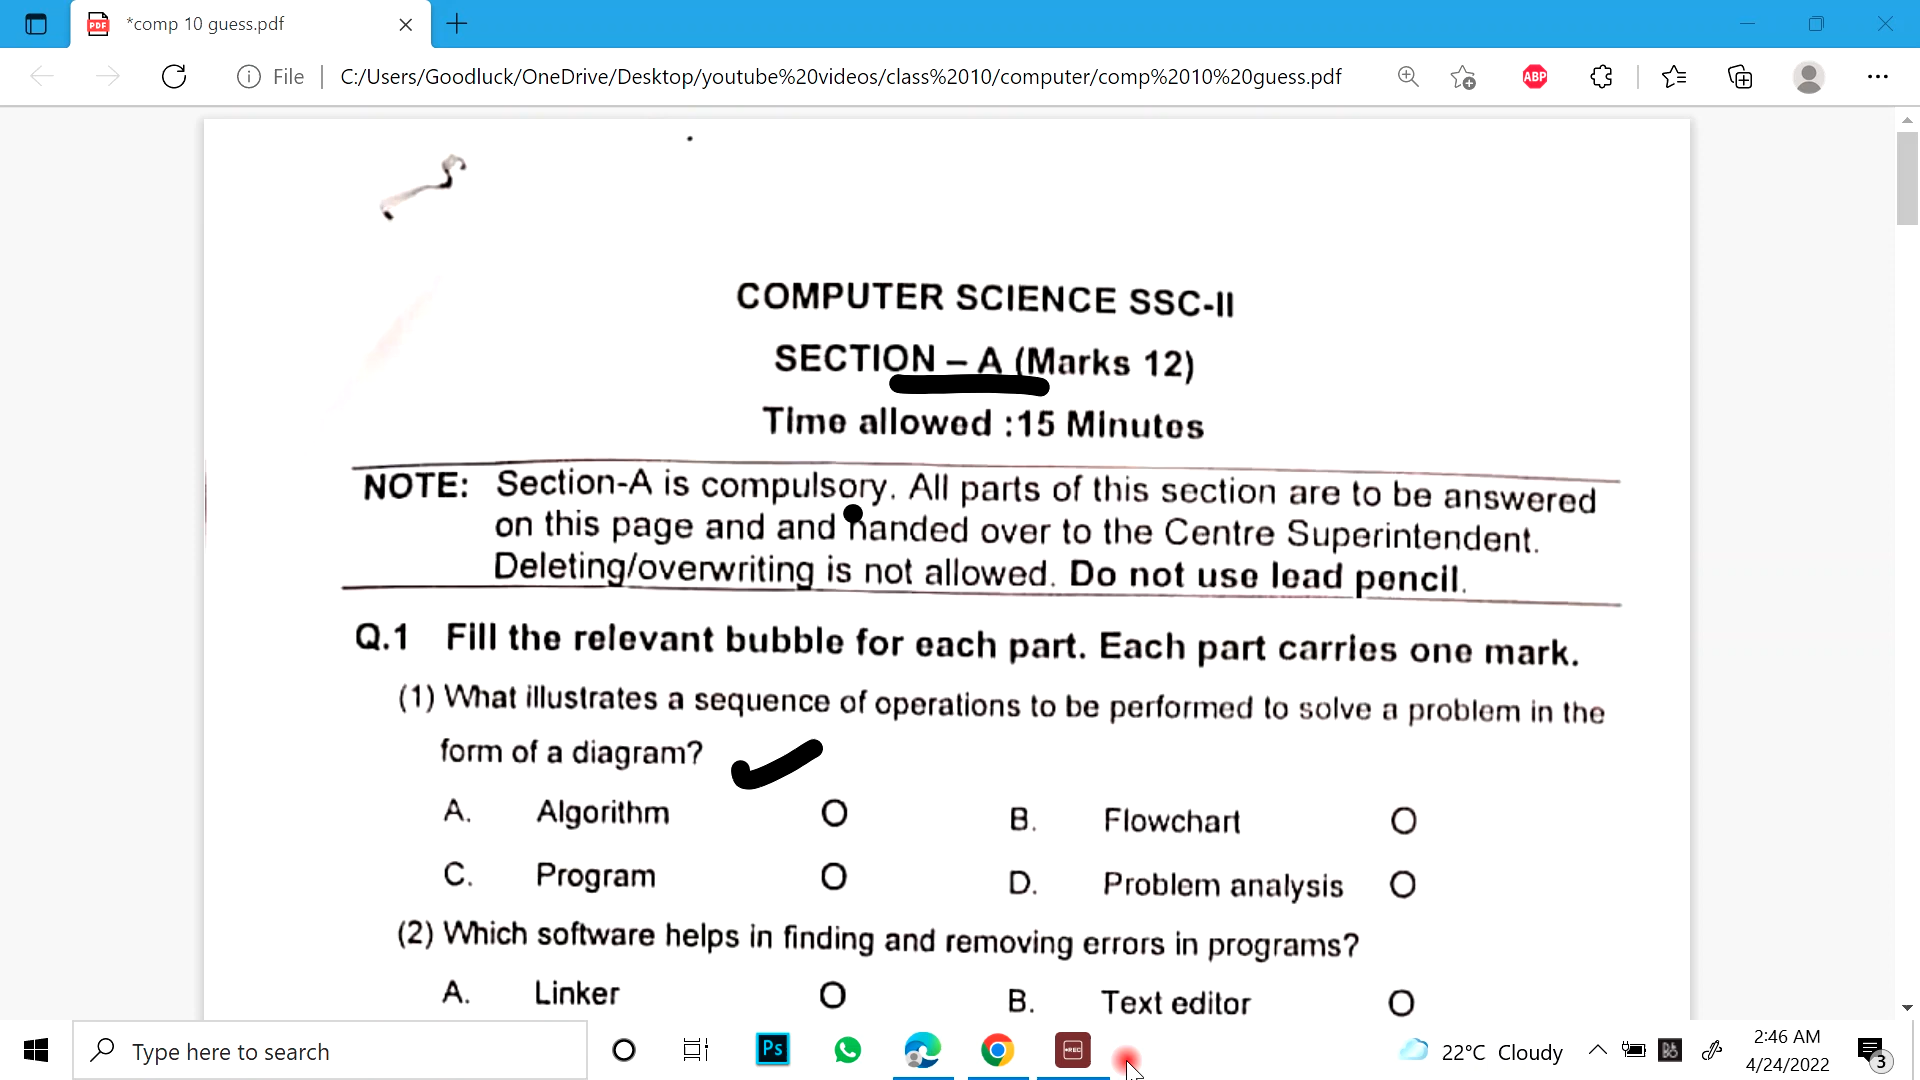 *comp 10 guess.pdf
File
C:/Users/Goodluck/OneDrive/Desktop/youtube%20videos/class%2010/computer/comp%2010%20guess.pdf
ABP
COMPUTER SCIENCE SSC-II
SECTION – A (Marks 12)
Time allowed :15 Minutes
NOTE: Section-A is compulsory. All parts of this section are to be answered
on this page and and handed over to the Centre Superintendent.
Deleting/overwriting is not allowed. Do not use lead pencil.
Q.1 Fill the relevant bubble for each part. Each part carries one mark.
(1) What illustrates a sequence of operations to be performed to solve a problem in the
form of a diagram?
A. Algorithm O B. Flowchart O
C. Program O D. Problem analysis O
(2) Which software helps in finding and removing errors in programs?
A. Linker O B. Text editor O
Type here to search
Ps
REC
22°C Cloudy
2:46 AM
4/24/2022
3